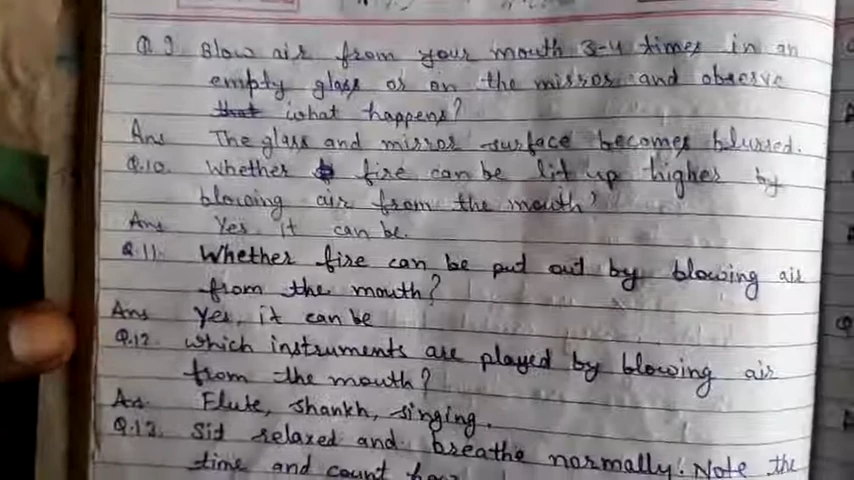 Q.9. Blow air from your mouth 3-4 times in an
empty glass or on the mirror and observe
that what happens?
Ans The glass and mirror surface becomes blurred.
Q.10. Whether fire can be lit up higher by
blowing air from the mouth?
Ans Yes it can be.
Q.11. Whether fire can be put out by blowing air
from the mouth?
Ans Yes, it can be
Q.12. which instruments are played by blowing air
from the mouth?
Ans Flute, shankh, singing.
Q.13. Sit relaxed and breathe normally. Note the
time and count